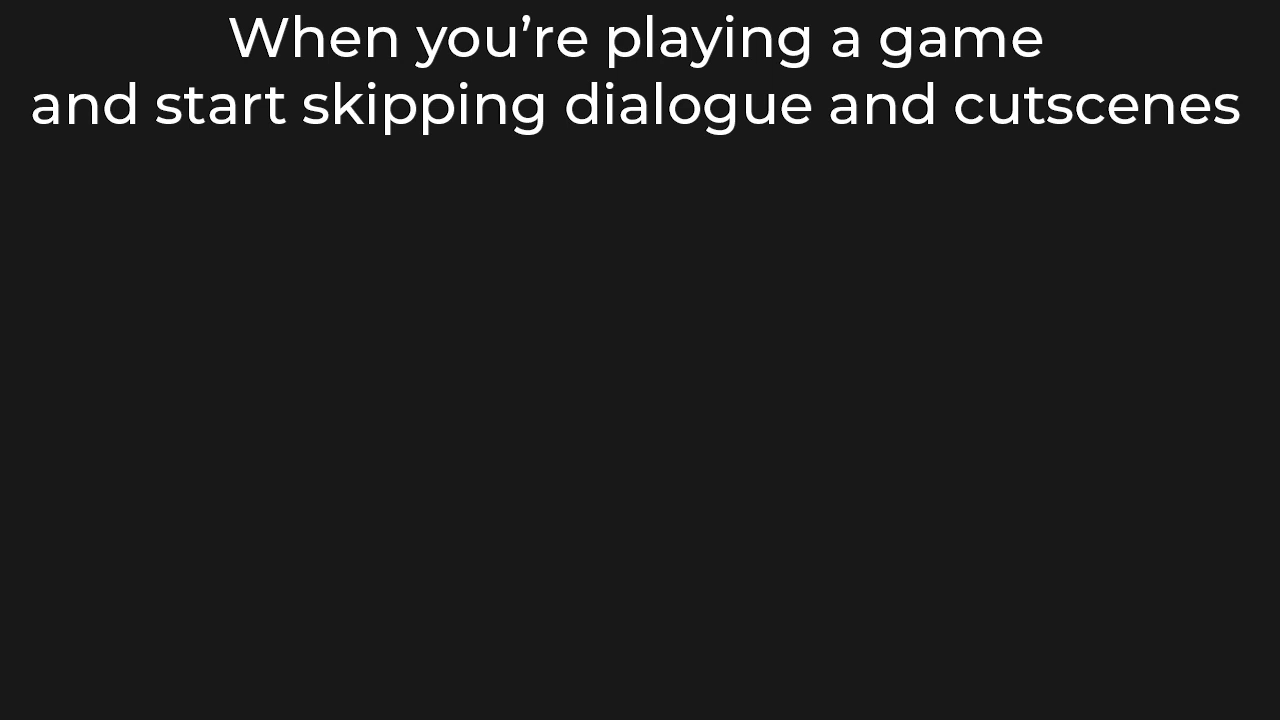 When you’re playing a game
and start skipping dialogue and cutscenes